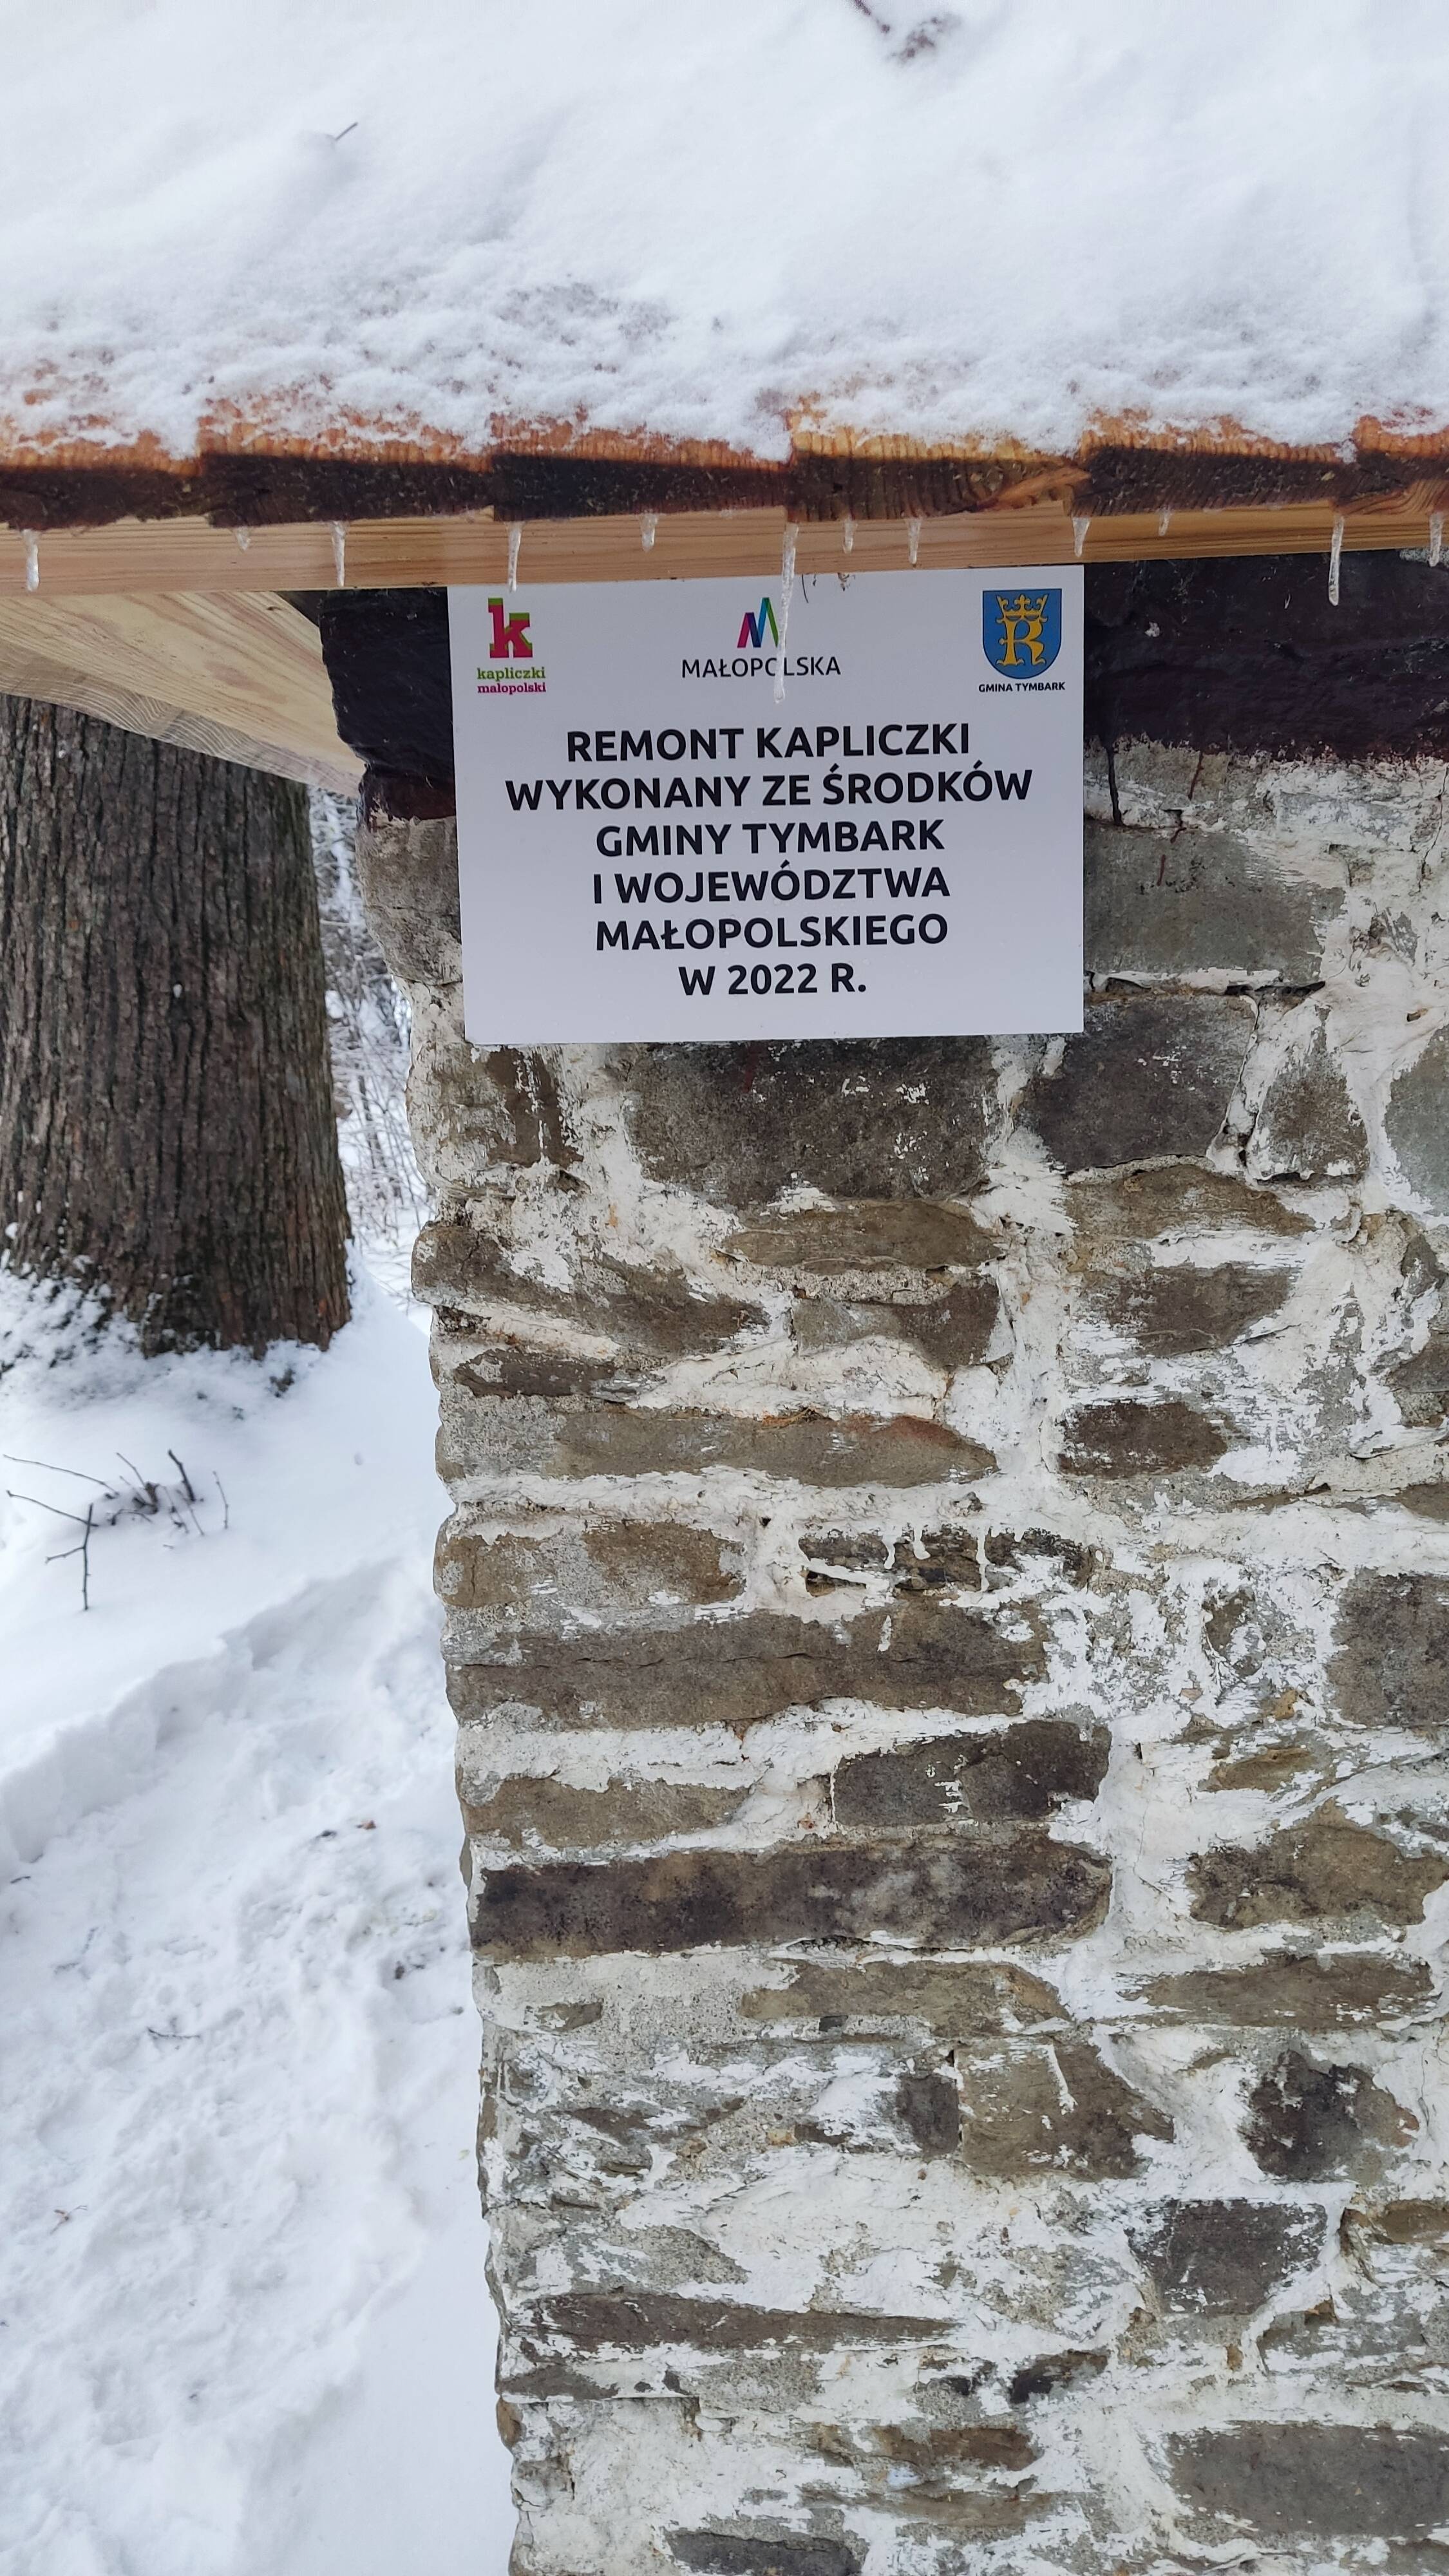 kapliczki
małopolski
MAŁOPOLSKA
GMINA TYMBARK
REMONT KAPLICZKI
WYKONANY ZE ŚRODKÓW
GMINY TYMBARK
I WOJEWÓDZTWA
MAŁOPOLSKIEGO
W 2022 R.